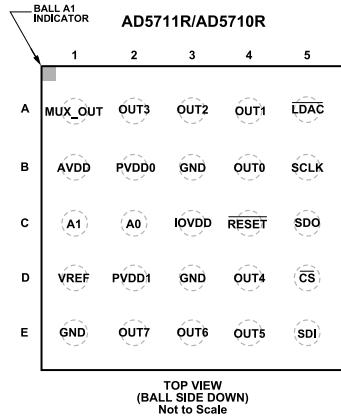 BALL A1
INDICATOR
AD5711R/AD5710R
1 2 3 4 5
A MUX_OUT OUT3 OUT2 OUT1 LDAC
B AVDD PVDD0 GND OUT0 SCLK
C A1 A0 IOVDD RESET SDO
D VREF PVDD1 GND OUT4 CS
E GND OUT7 OUT6 OUT5 SDI
TOP VIEW
(BALL SIDE DOWN)
Not to Scale